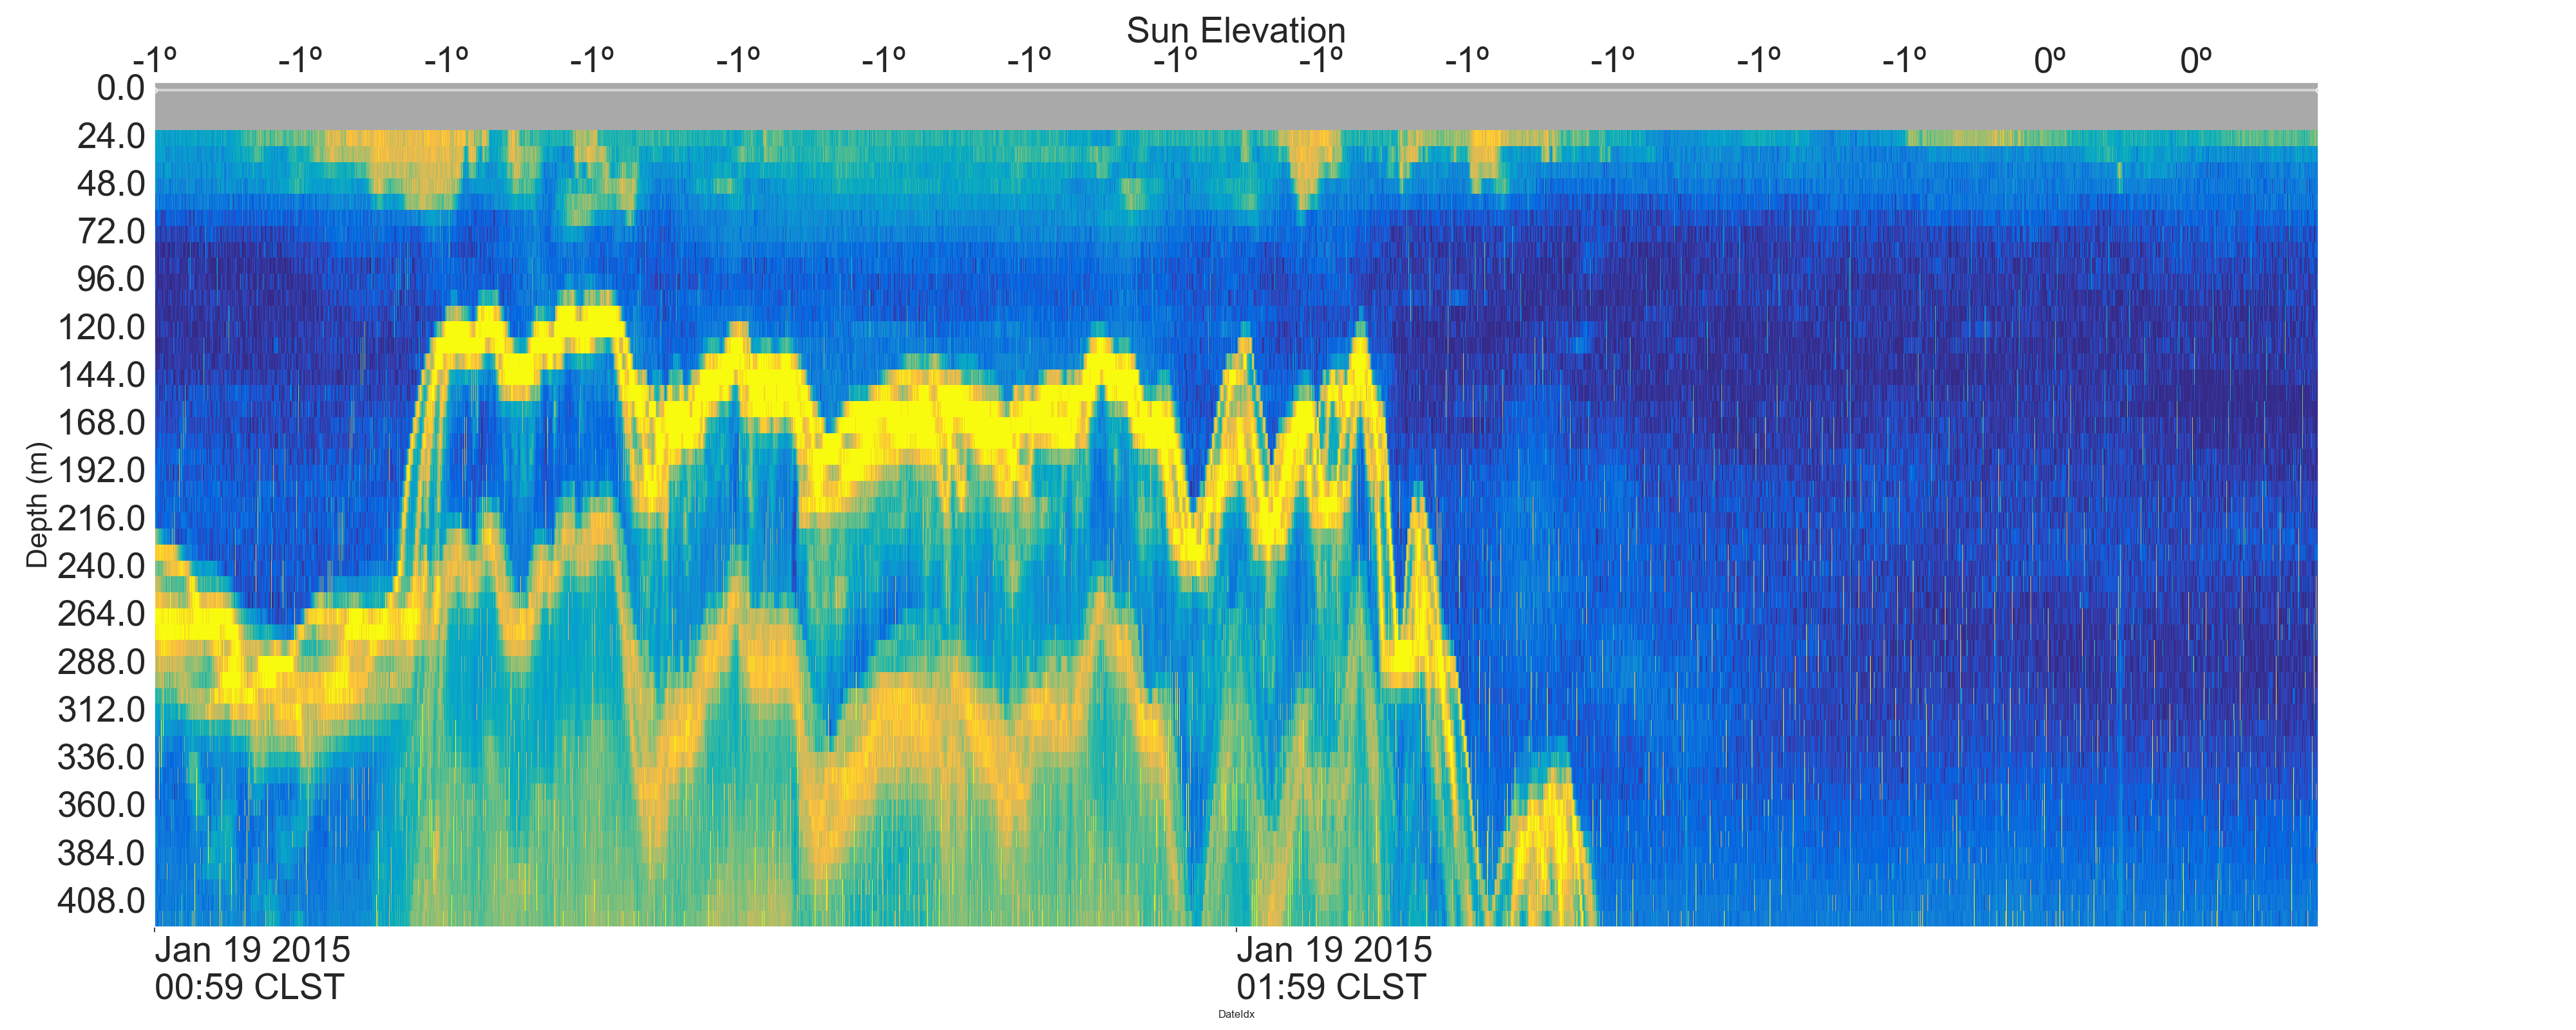 Sun Elevation
-1º -1º -1º -1º -1º -1º -1º -1º -1º -1º -1º -1º -1º 0º 0º
0.0
24.0
48.0
72.0
96.0
120.0
144.0
168.0
192.0
216.0
240.0
264.0
288.0
312.0
336.0
360.0
384.0
408.0
Depth (m)
Jan 19 2015
00:59 CLST
Jan 19 2015
01:59 CLST
DateIdx